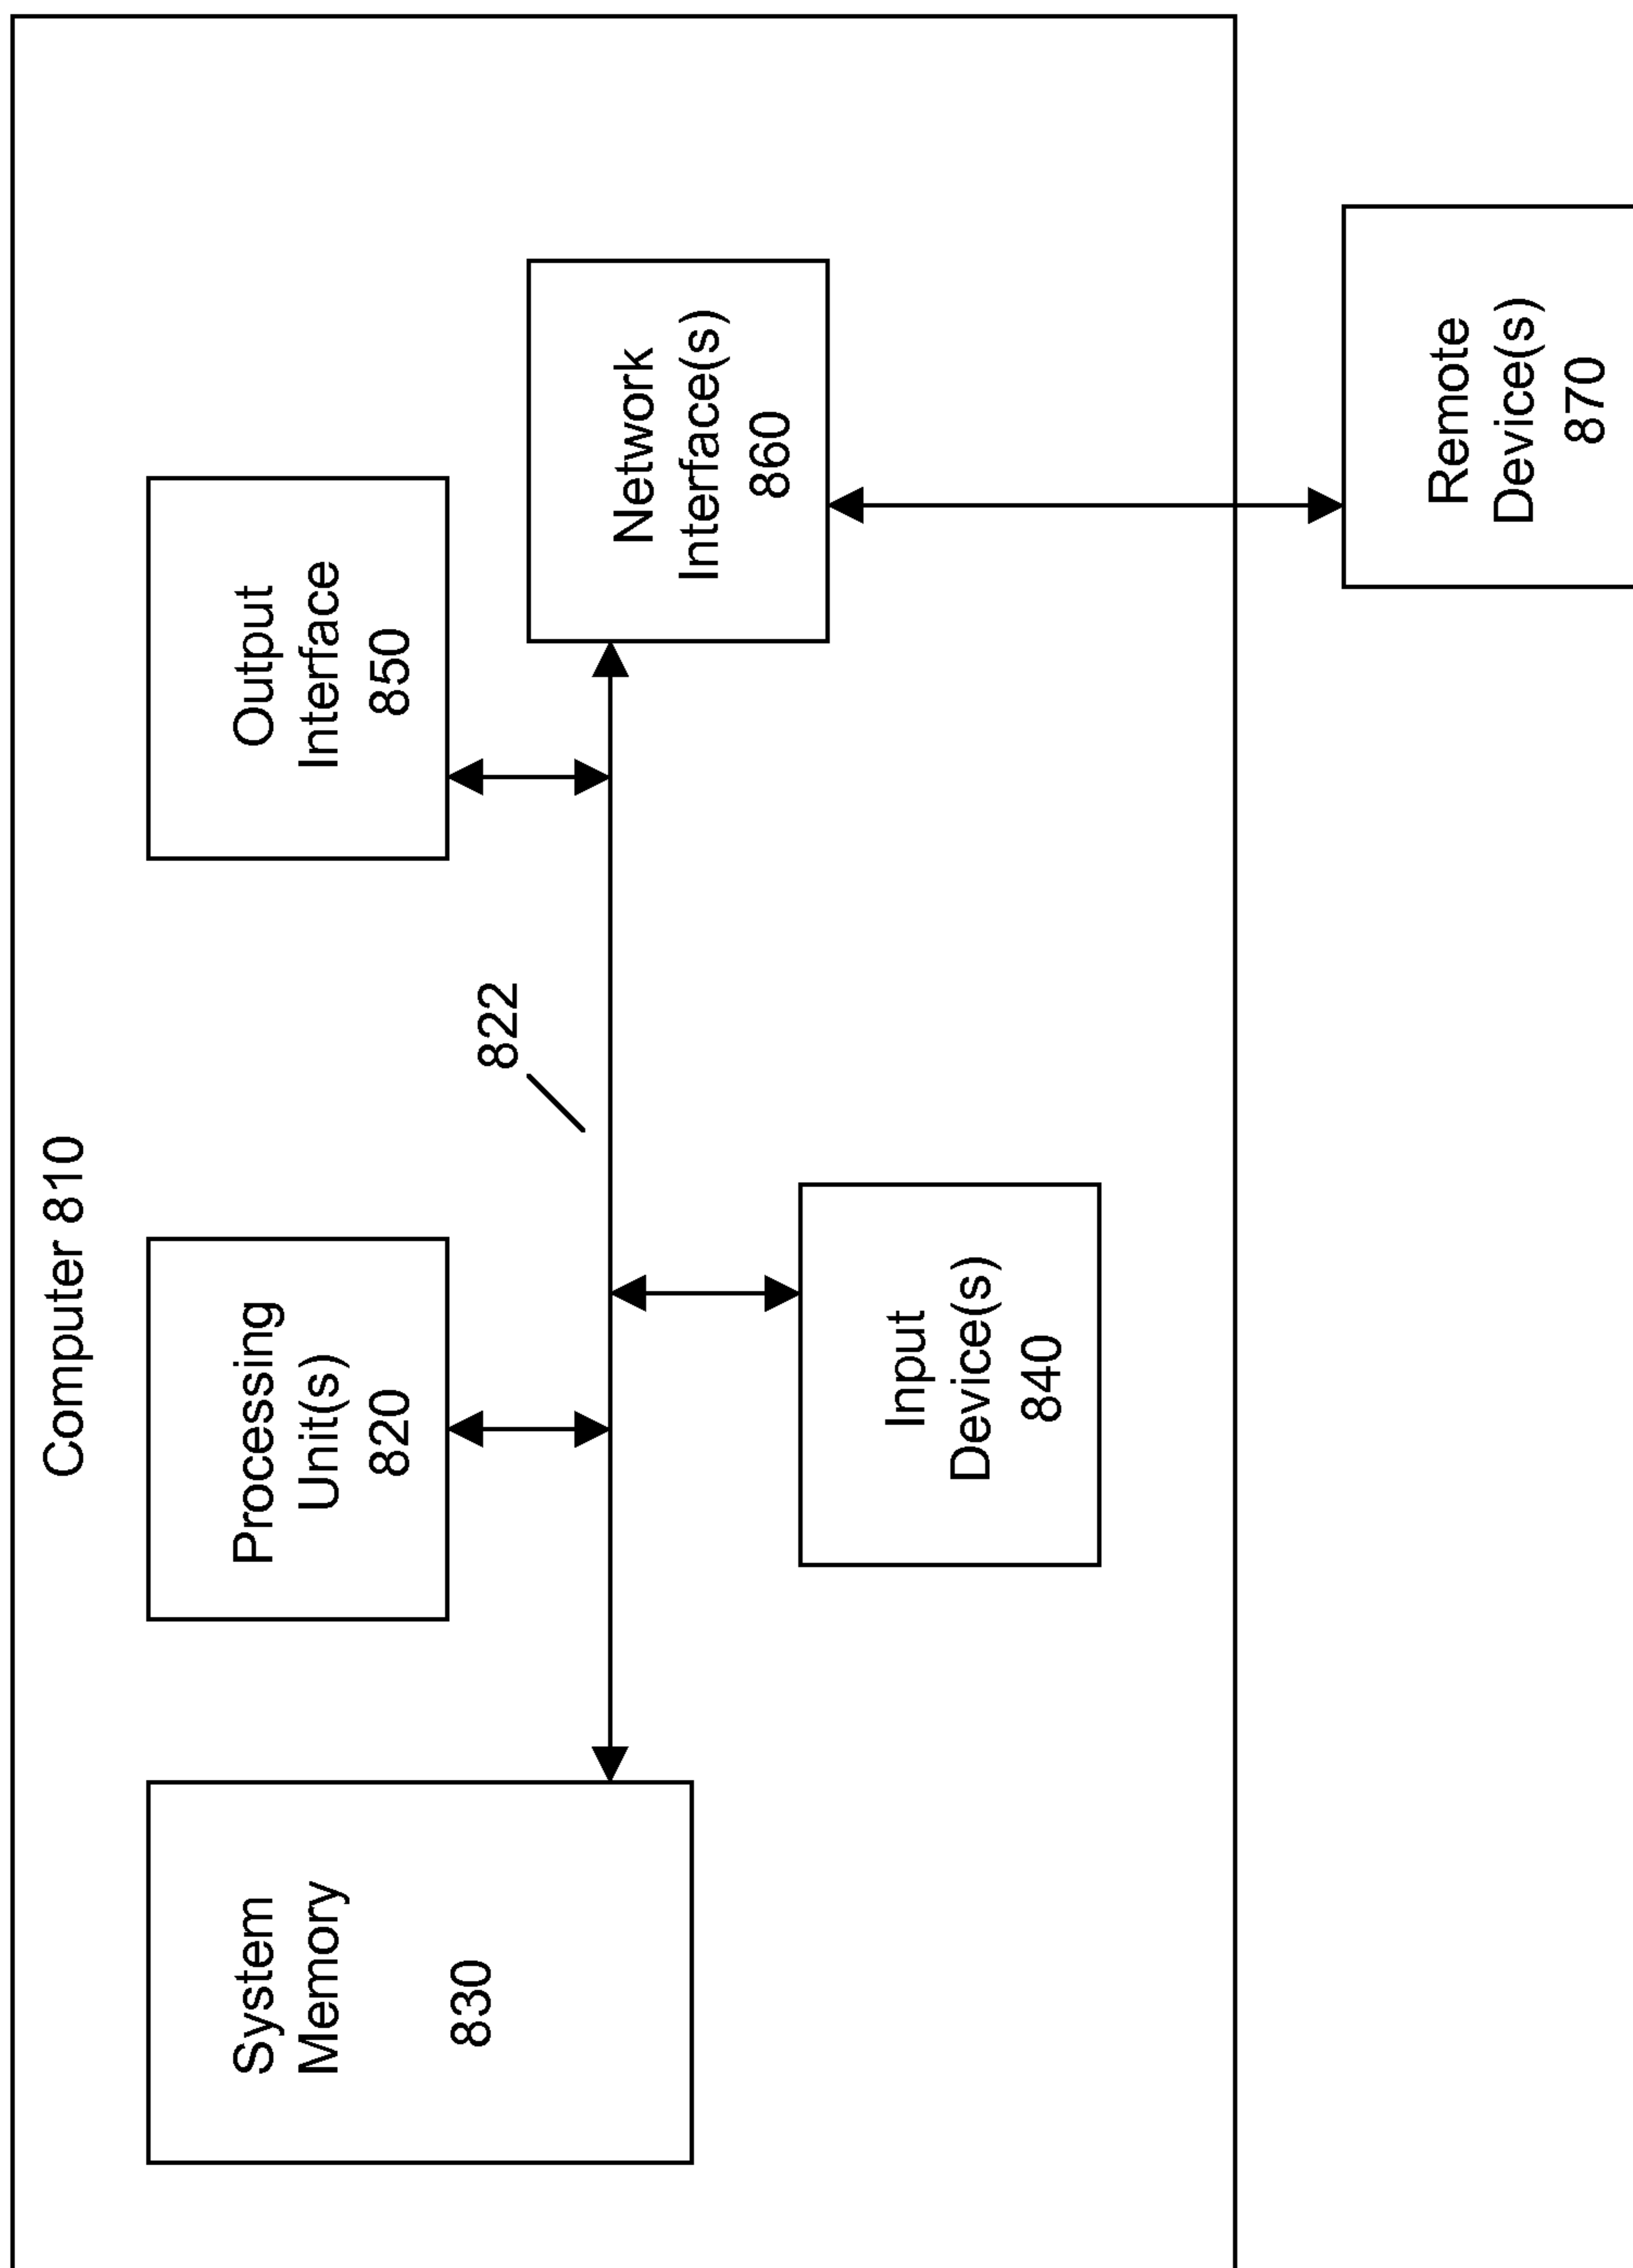 Computer 810
System
Memory
830
Processing
Unit(s)
820
Output
Interface
850
822
Network
Interface(s)
860
Input
Device(s)
840
Remote
Device(s)
870